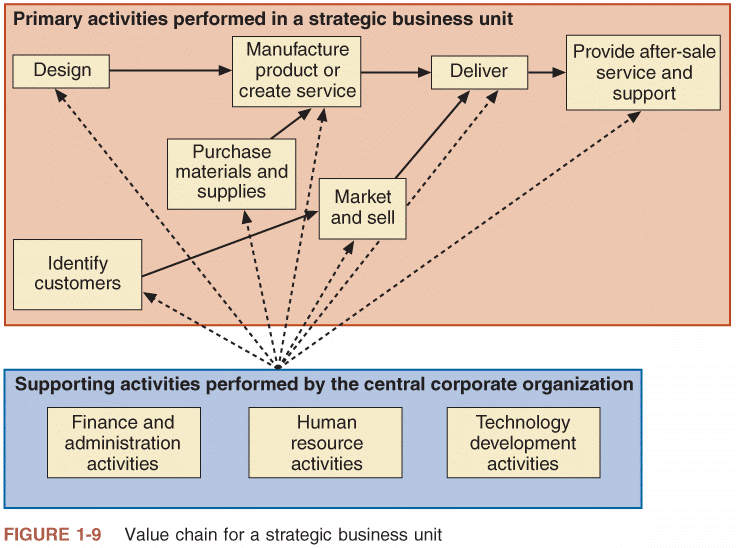 Primary activities performed in a strategic business unit
Design
Manufacture
product or
create service
Deliver
Provide after-sale
service and
support
Purchase
materials and
supplies
Market
and sell
Identify
customers
Supporting activities performed by the central corporate organization
Finance and
administration
activities
Human
resource
activities
Technology
development
activities
FIGURE 1-9 Value chain for a strategic business unit